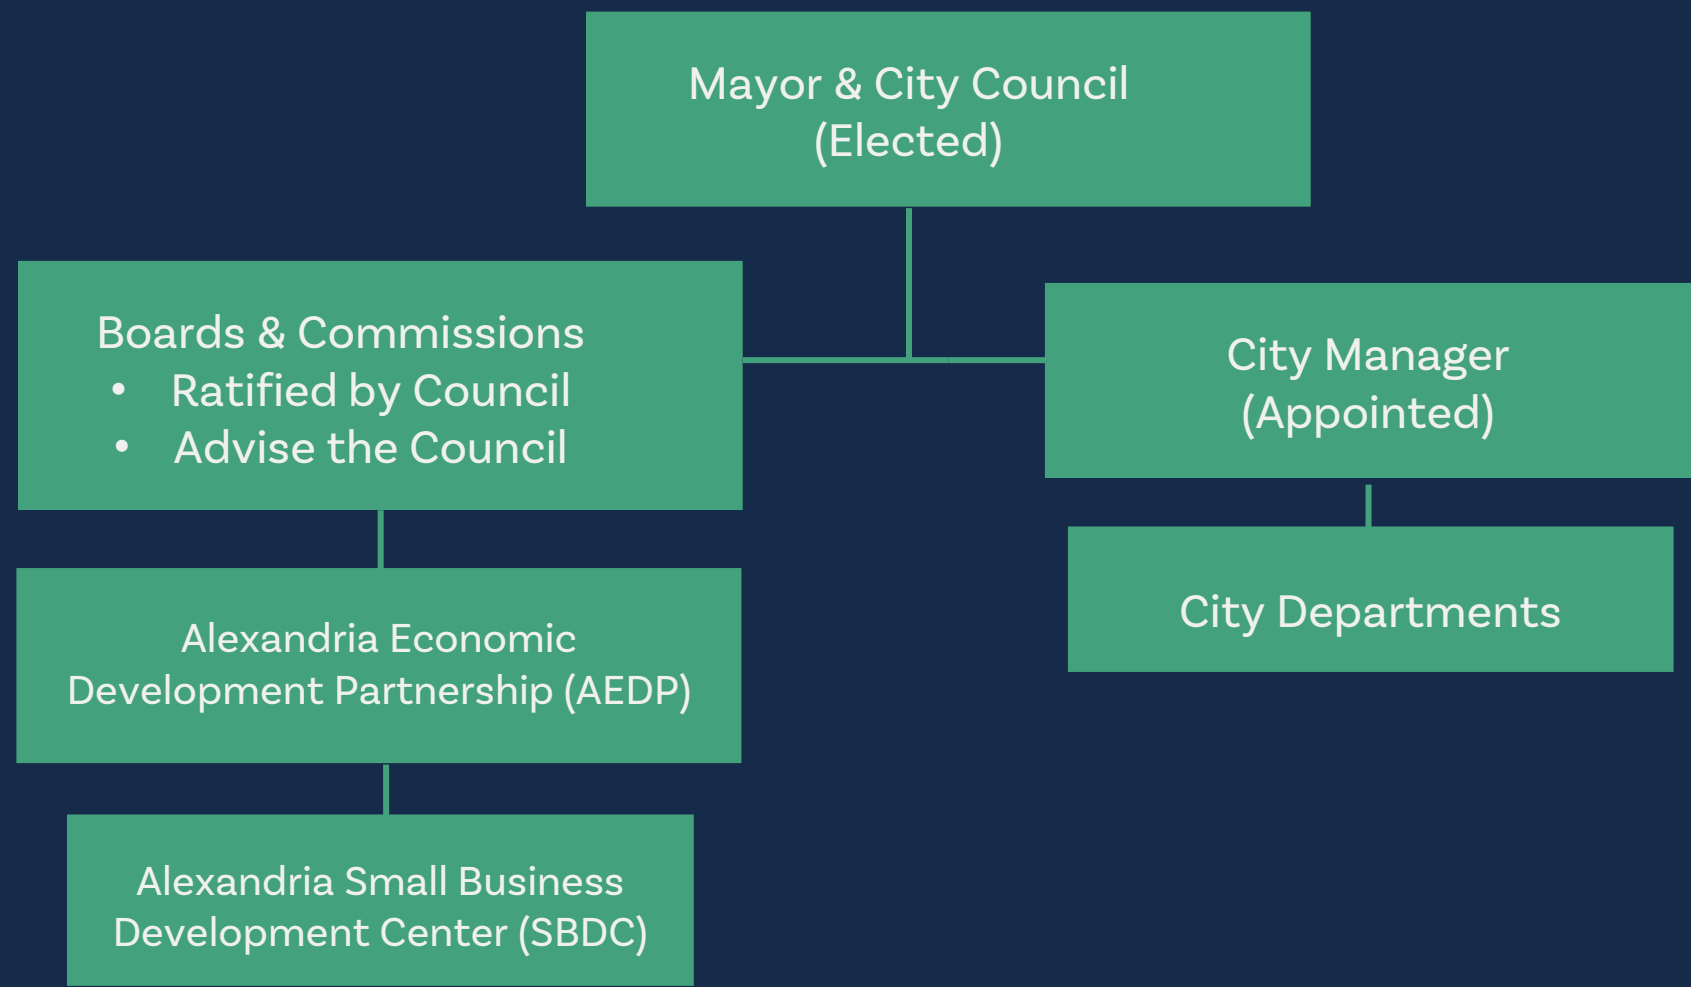 Mayor & City Council
(Elected)
Boards & Commissions
• Ratified by Council
• Advise the Council
City Manager
(Appointed)
Alexandria Economic
Development Partnership (AEDP)
City Departments
Alexandria Small Business
Development Center (SBDC)